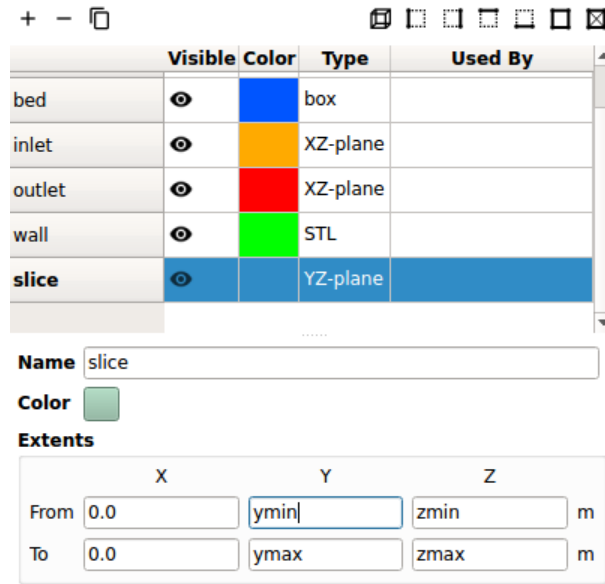 Visible Color Type Used By
bed box
inlet XZ-plane
outlet XZ-plane
wall STL
slice YZ-plane
Name slice
Color
Extents
X Y Z
From 0.0 ymin zmin m
To 0.0 ymax zmax m